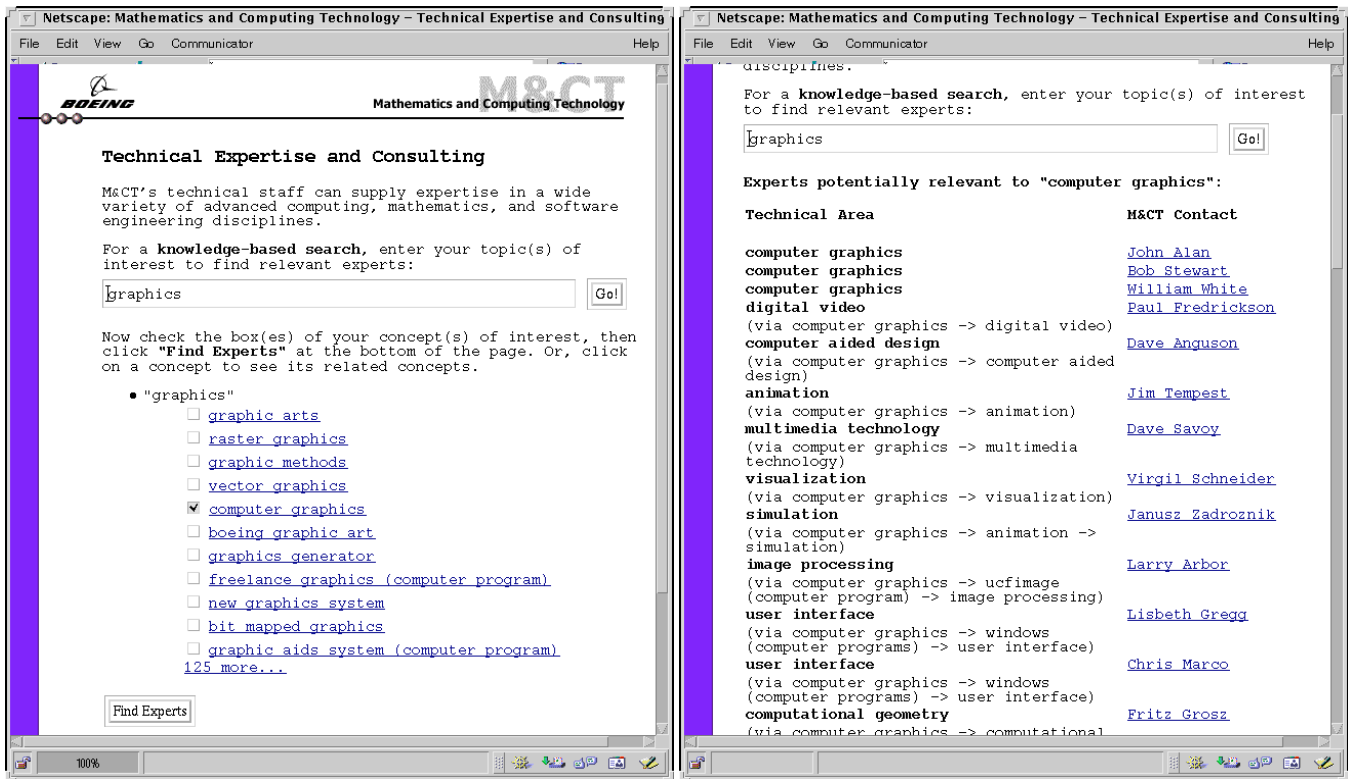 Netscape: Mathematics and Computing Technology – Technical Expertise and Consulting
File Edit View Go Communicator Help
BOEING
M&CT
Mathematics and Computing Technology
Technical Expertise and Consulting
M&CT's technical staff can supply expertise in a wide
variety of advanced computing, mathematics, and software
engineering disciplines.
For a knowledge-based search, enter your topic(s) of
interest to find relevant experts:
graphics Go!
Now check the box(es) of your concept(s) of interest, then
click "Find Experts" at the bottom of the page. Or, click
on a concept to see its related concepts.
"graphics"
graphic arts
raster graphics
graphic methods
vector graphics
computer graphics
boeing graphic art
graphics generator
freelance graphics (computer program)
new graphics system
bit mapped graphics
graphic aids system (computer program)
125 more...
Find Experts
100%
Netscape: Mathematics and Computing Technology – Technical Expertise and Consulting
File Edit View Go Communicator Help
disciplines.
For a knowledge-based search, enter your topic(s) of interest
to find relevant experts:
graphics Go!
Experts potentially relevant to "computer graphics":
Technical Area M&CT Contact
computer graphics John Alan
computer graphics Bob Stewart
computer graphics William White
digital video Paul Fredrickson
(via computer graphics -> digital video)
computer aided design Dave Anguson
(via computer graphics -> computer aided
design)
animation Jim Tempest
(via computer graphics -> animation)
multimedia technology Dave Savoy
(via computer graphics -> multimedia
technology)
visualization Virgil Schneider
(via computer graphics -> visualization)
simulation Janusz Zadroznik
(via computer graphics -> animation ->
simulation)
image processing Larry Arbor
(via computer graphics -> ucfimage
(computer program) -> image processing)
user interface Lisbeth Gregg
(via computer graphics -> windows
(computer programs) -> user interface)
user interface Chris Marco
(via computer graphics -> windows
(computer programs) -> user interface)
computational geometry Fritz Grosz
(via computer graphics -> computational